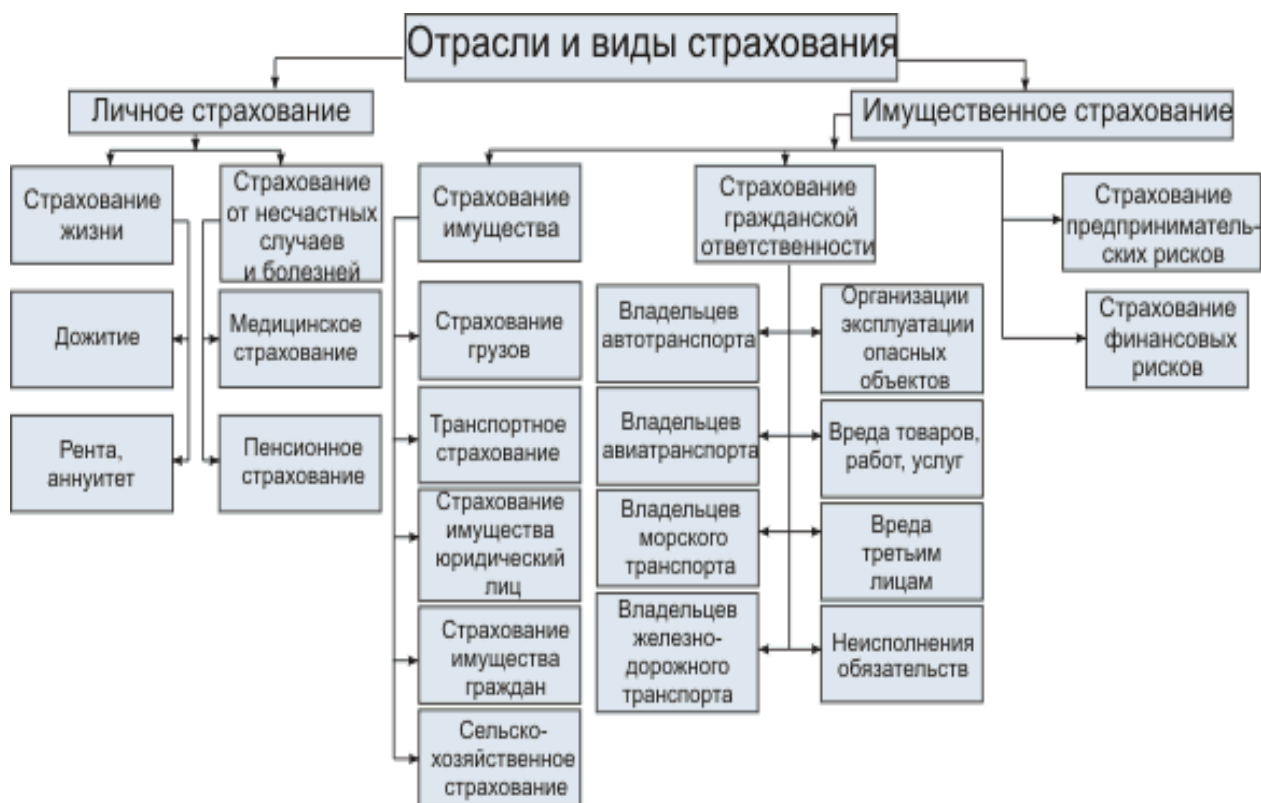 Отрасли и виды страхования
Личное страхование
Имущественное страхование
Страхование
жизни
Страхование
от несчастных
случаев
и болезней
Дожитие
Медицинское
страхование
Рента,
аннуитет
Пенсионное
страхование
Страхование
имущества
Страхование
грузов
Транспортное
страхование
Страхование
имущества
юридический
лиц
Страхование
имущества
граждан
Сельско-
хозяйственное
страхование
Страхование
гражданской
ответственности
Владельцев
автотранспорта
Владельцев
авиатранспорта
Владельцев
морского
транспорта
Владельцев
железно-
дорожного
транспорта
Организации
эксплуатации
опасных
объектов
Вреда товаров,
работ, услуг
Вреда
третьим
лицам
Неисполнения
обязательств
Страхование
предприниматель-
ских рисков
Страхование
финансовых
рисков